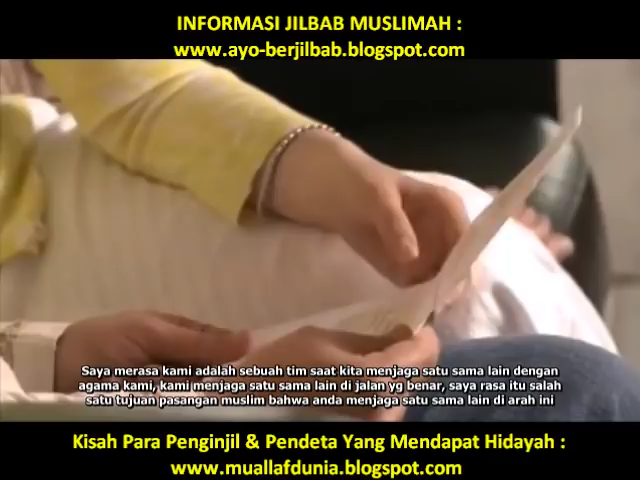 INFORMASI JILBAB MUSLIMAH :
www.ayo-berjilbab.blogspot.com
Saya merasa kami adalah sebuah tim saat kita menjaga satu sama lain dengan
agama kami, kami menjaga satu sama lain di jalan yg benar, saya rasa itu salah
satu tujuan pasangan muslim bahwa anda menjaga satu sama lain di arah ini
Kisah Para Penginjil & Pendeta Yang Mendapat Hidayah :
www.muallafdunia.blogspot.com